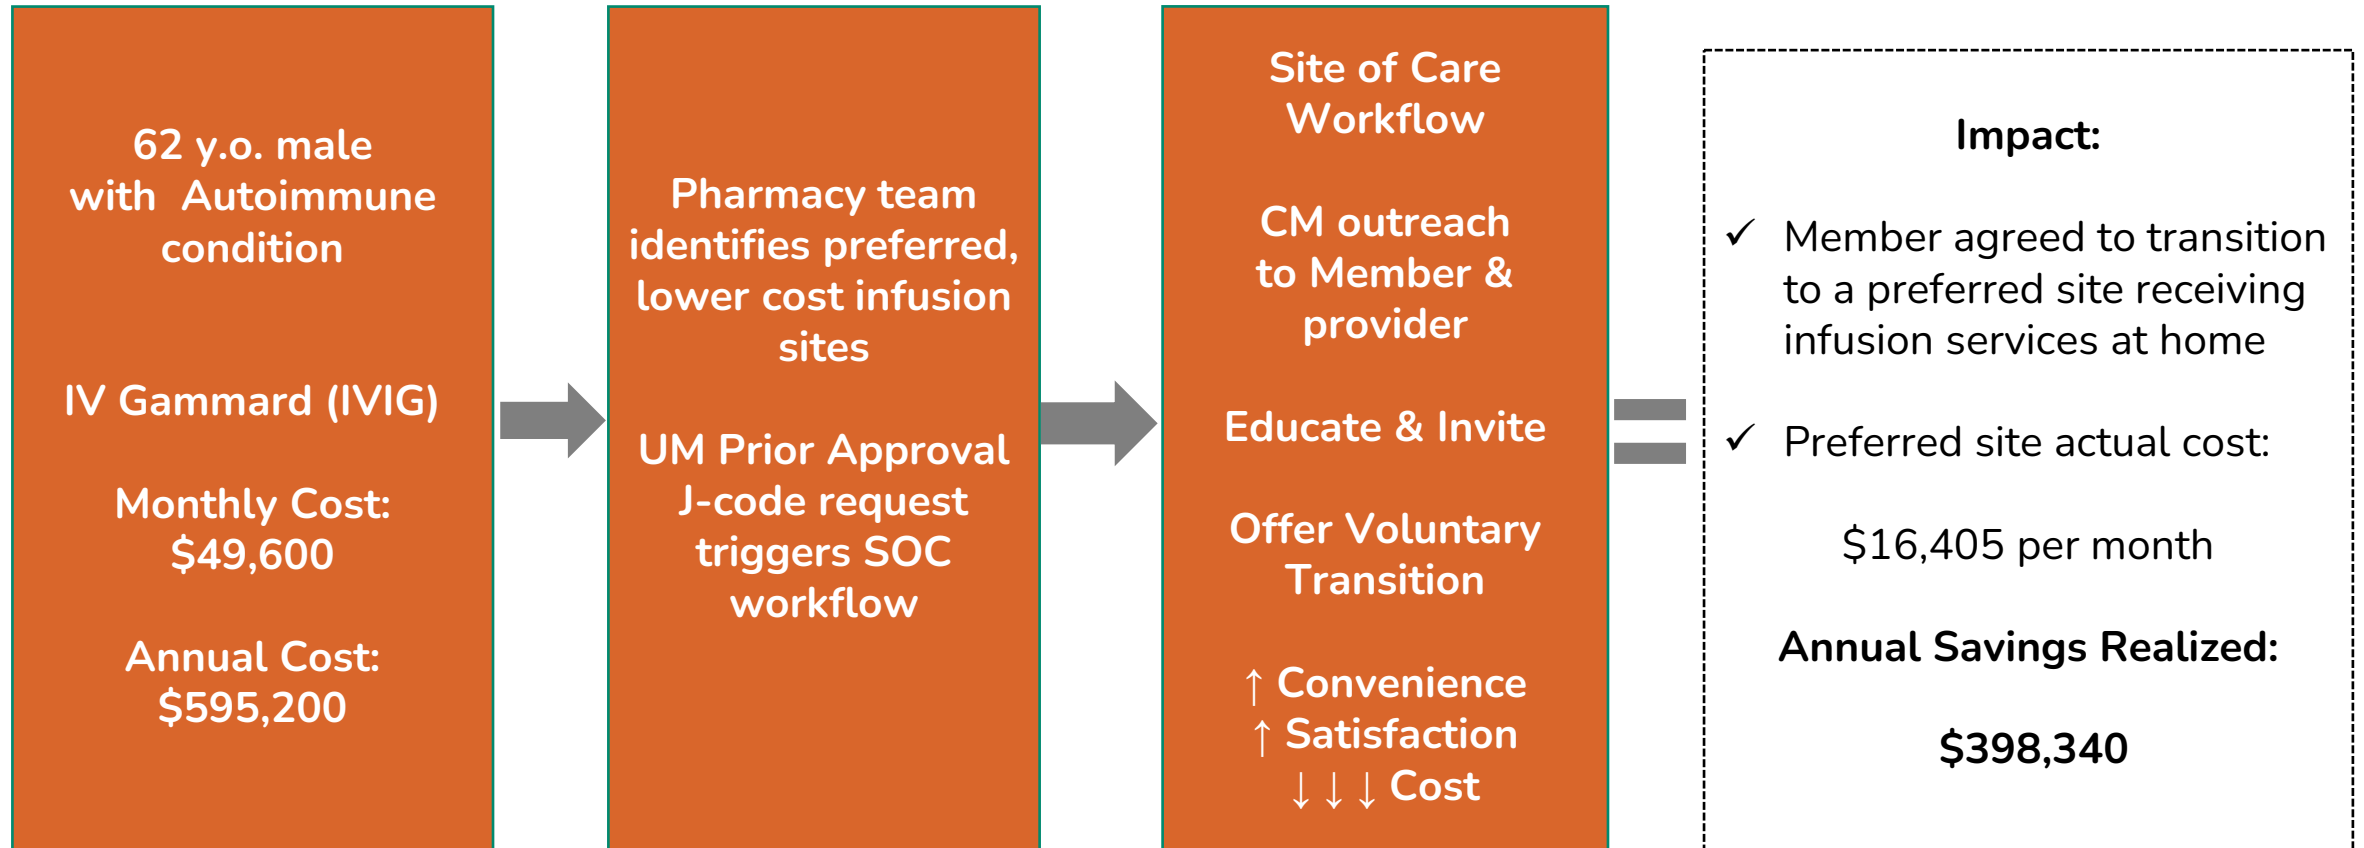 62 y.o. male
with Autoimmune
condition
IV Gammard (IVIG)
Monthly Cost:
$49,600
Annual Cost:
$595,200
Pharmacy team
identifies preferred,
lower cost infusion
sites
UM Prior Approval
J-code request
triggers SOC
workflow
Site of Care
Workflow
CM outreach
to Member &
provider
Educate & Invite
Offer Voluntary
Transition
↑ Convenience
↑ Satisfaction
↓ ↓ ↓ Cost
Impact:
✓ Member agreed to transition
to a preferred site receiving
infusion services at home
✓ Preferred site actual cost:
$16,405 per month
Annual Savings Realized:
$398,340